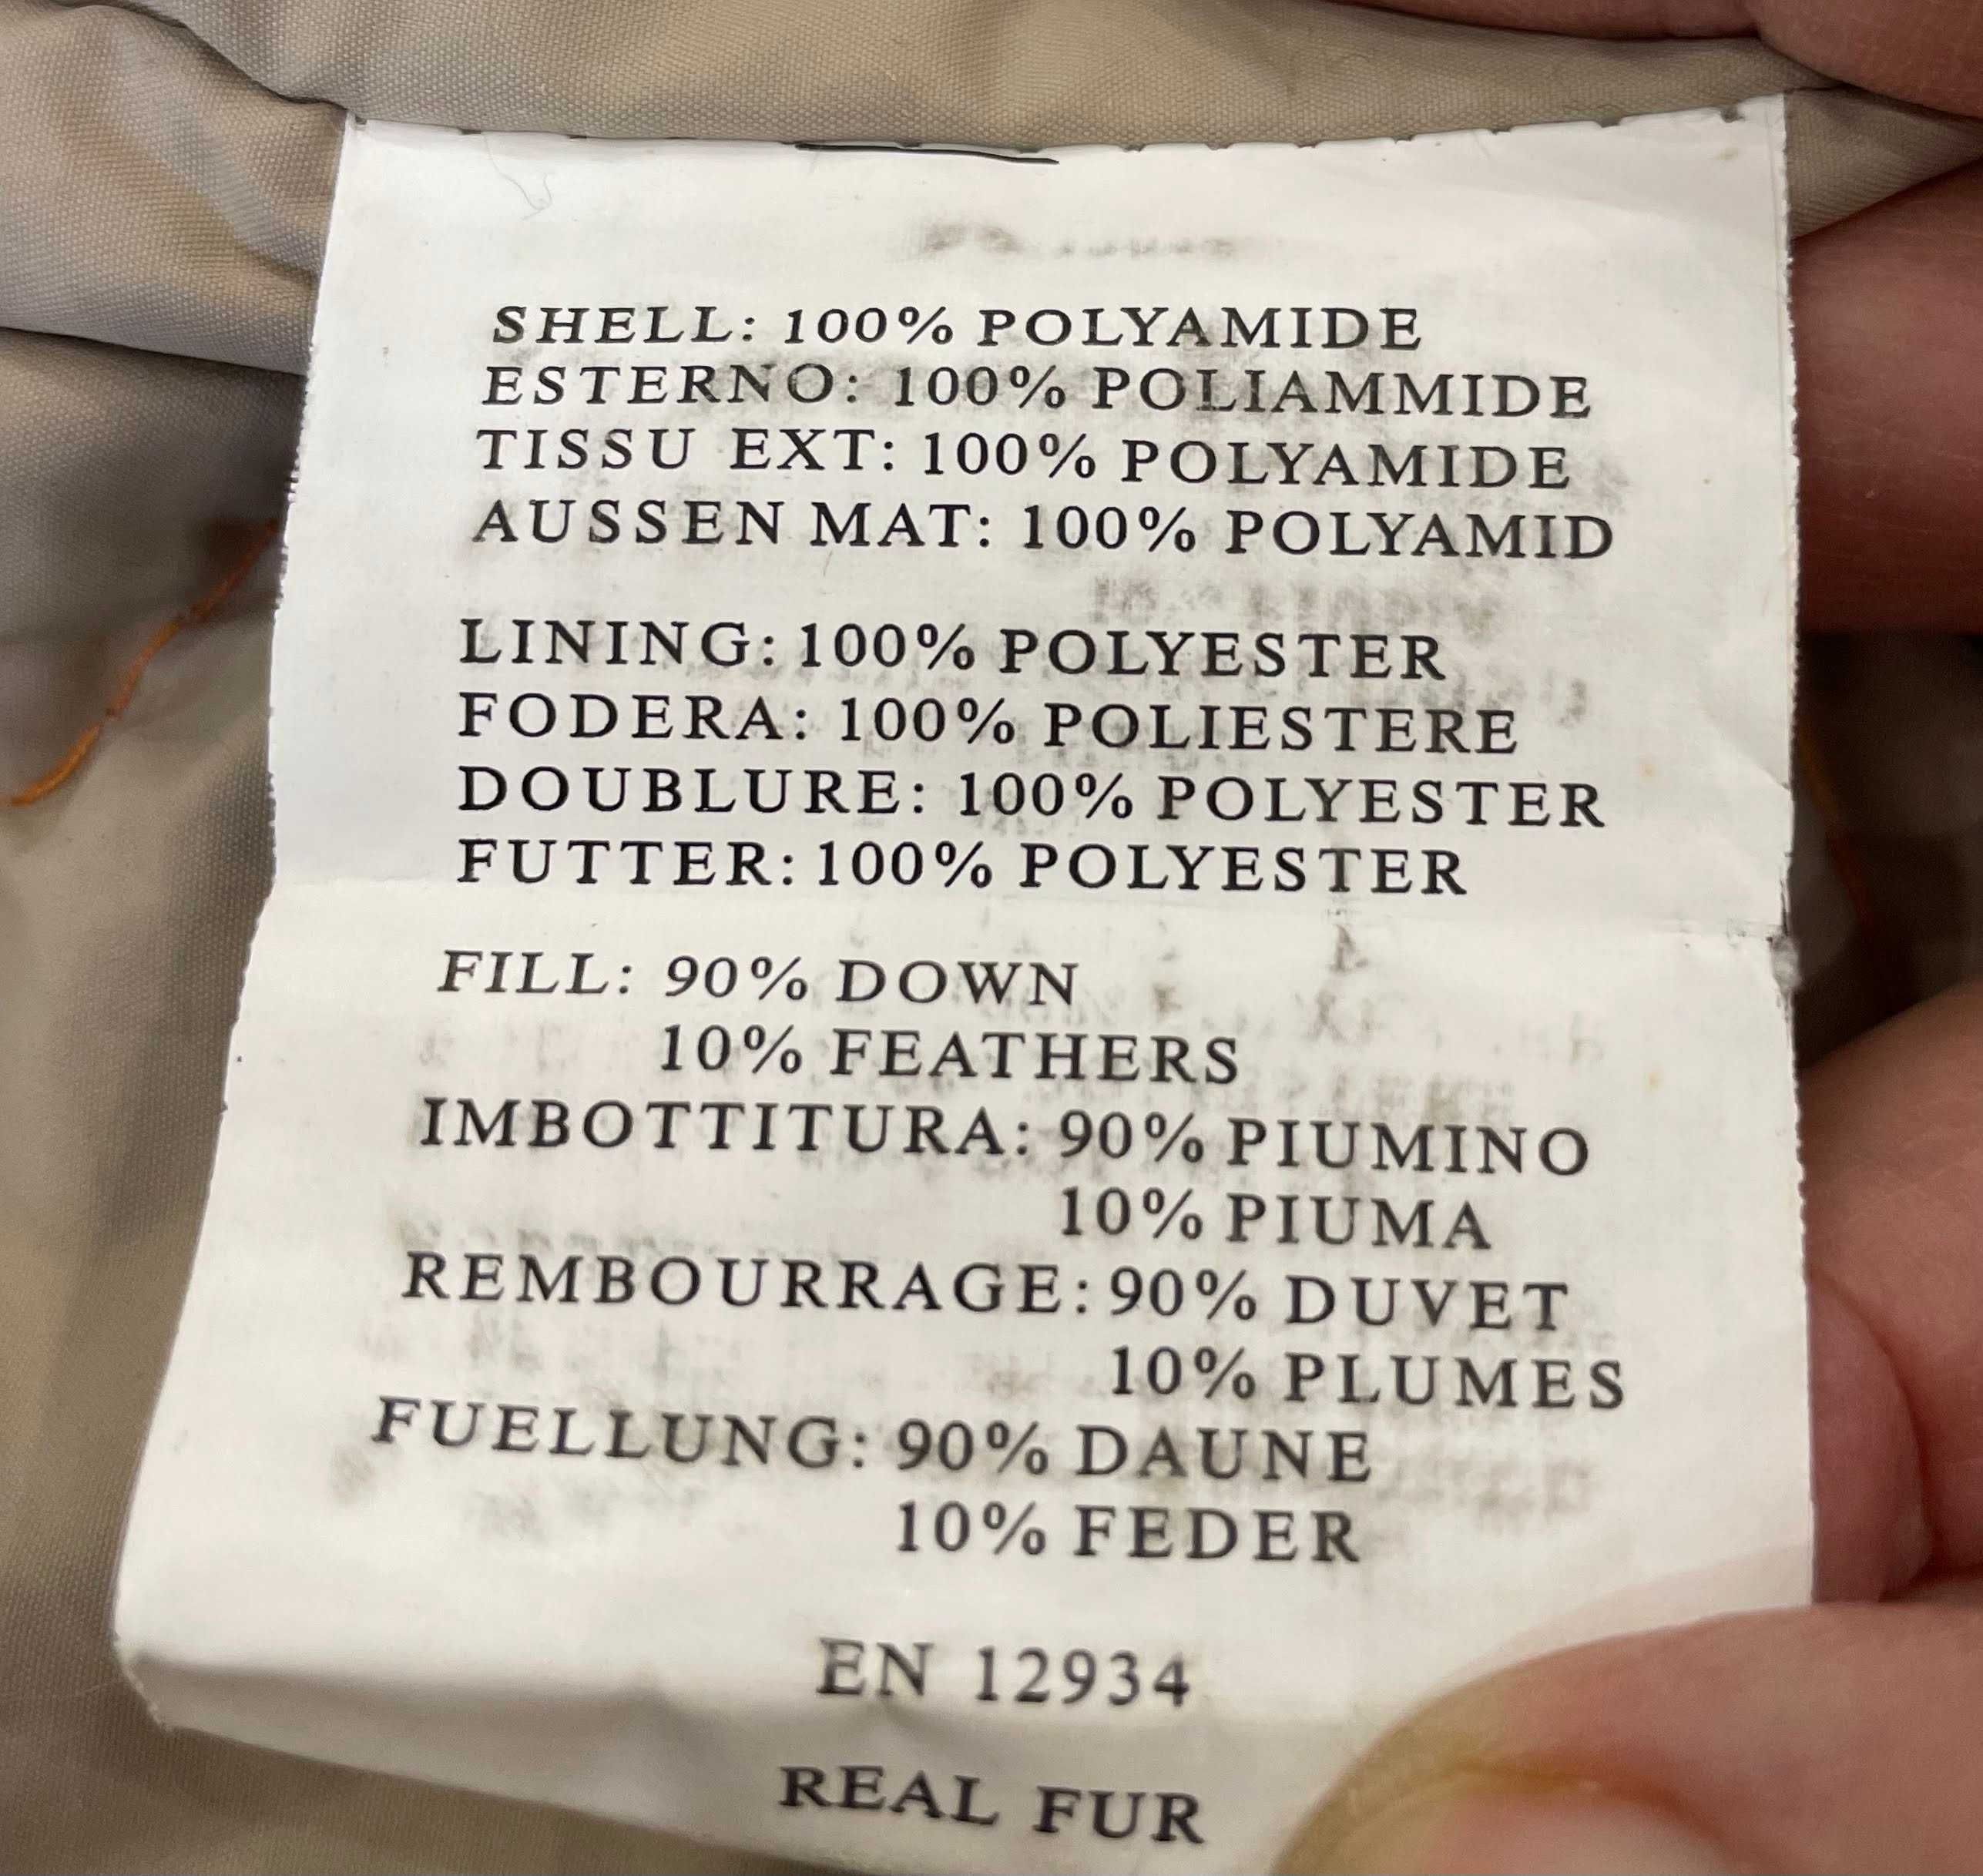 SHELL: 100% POLYAMIDE
ESTERNO: 100% POLIAMMIDE
TISSU EXT: 100% POLYAMIDE
AUSSEN MAT: 100% POLYAMID
LINING: 100% POLYESTER
FODERA: 100% POLIESTERE
DOUBLURE: 100% POLYESTER
FUTTER: 100% POLYESTER
FILL: 90% DOWN
10% FEATHERS
IMBOTTITURA: 90% PIUMINO
10% PIUMA
REMBOURRAGE: 90% DUVET
10% PLUMES
FUELLUNG: 90% DAUNE
10% FEDER
EN 12934
REAL FUR